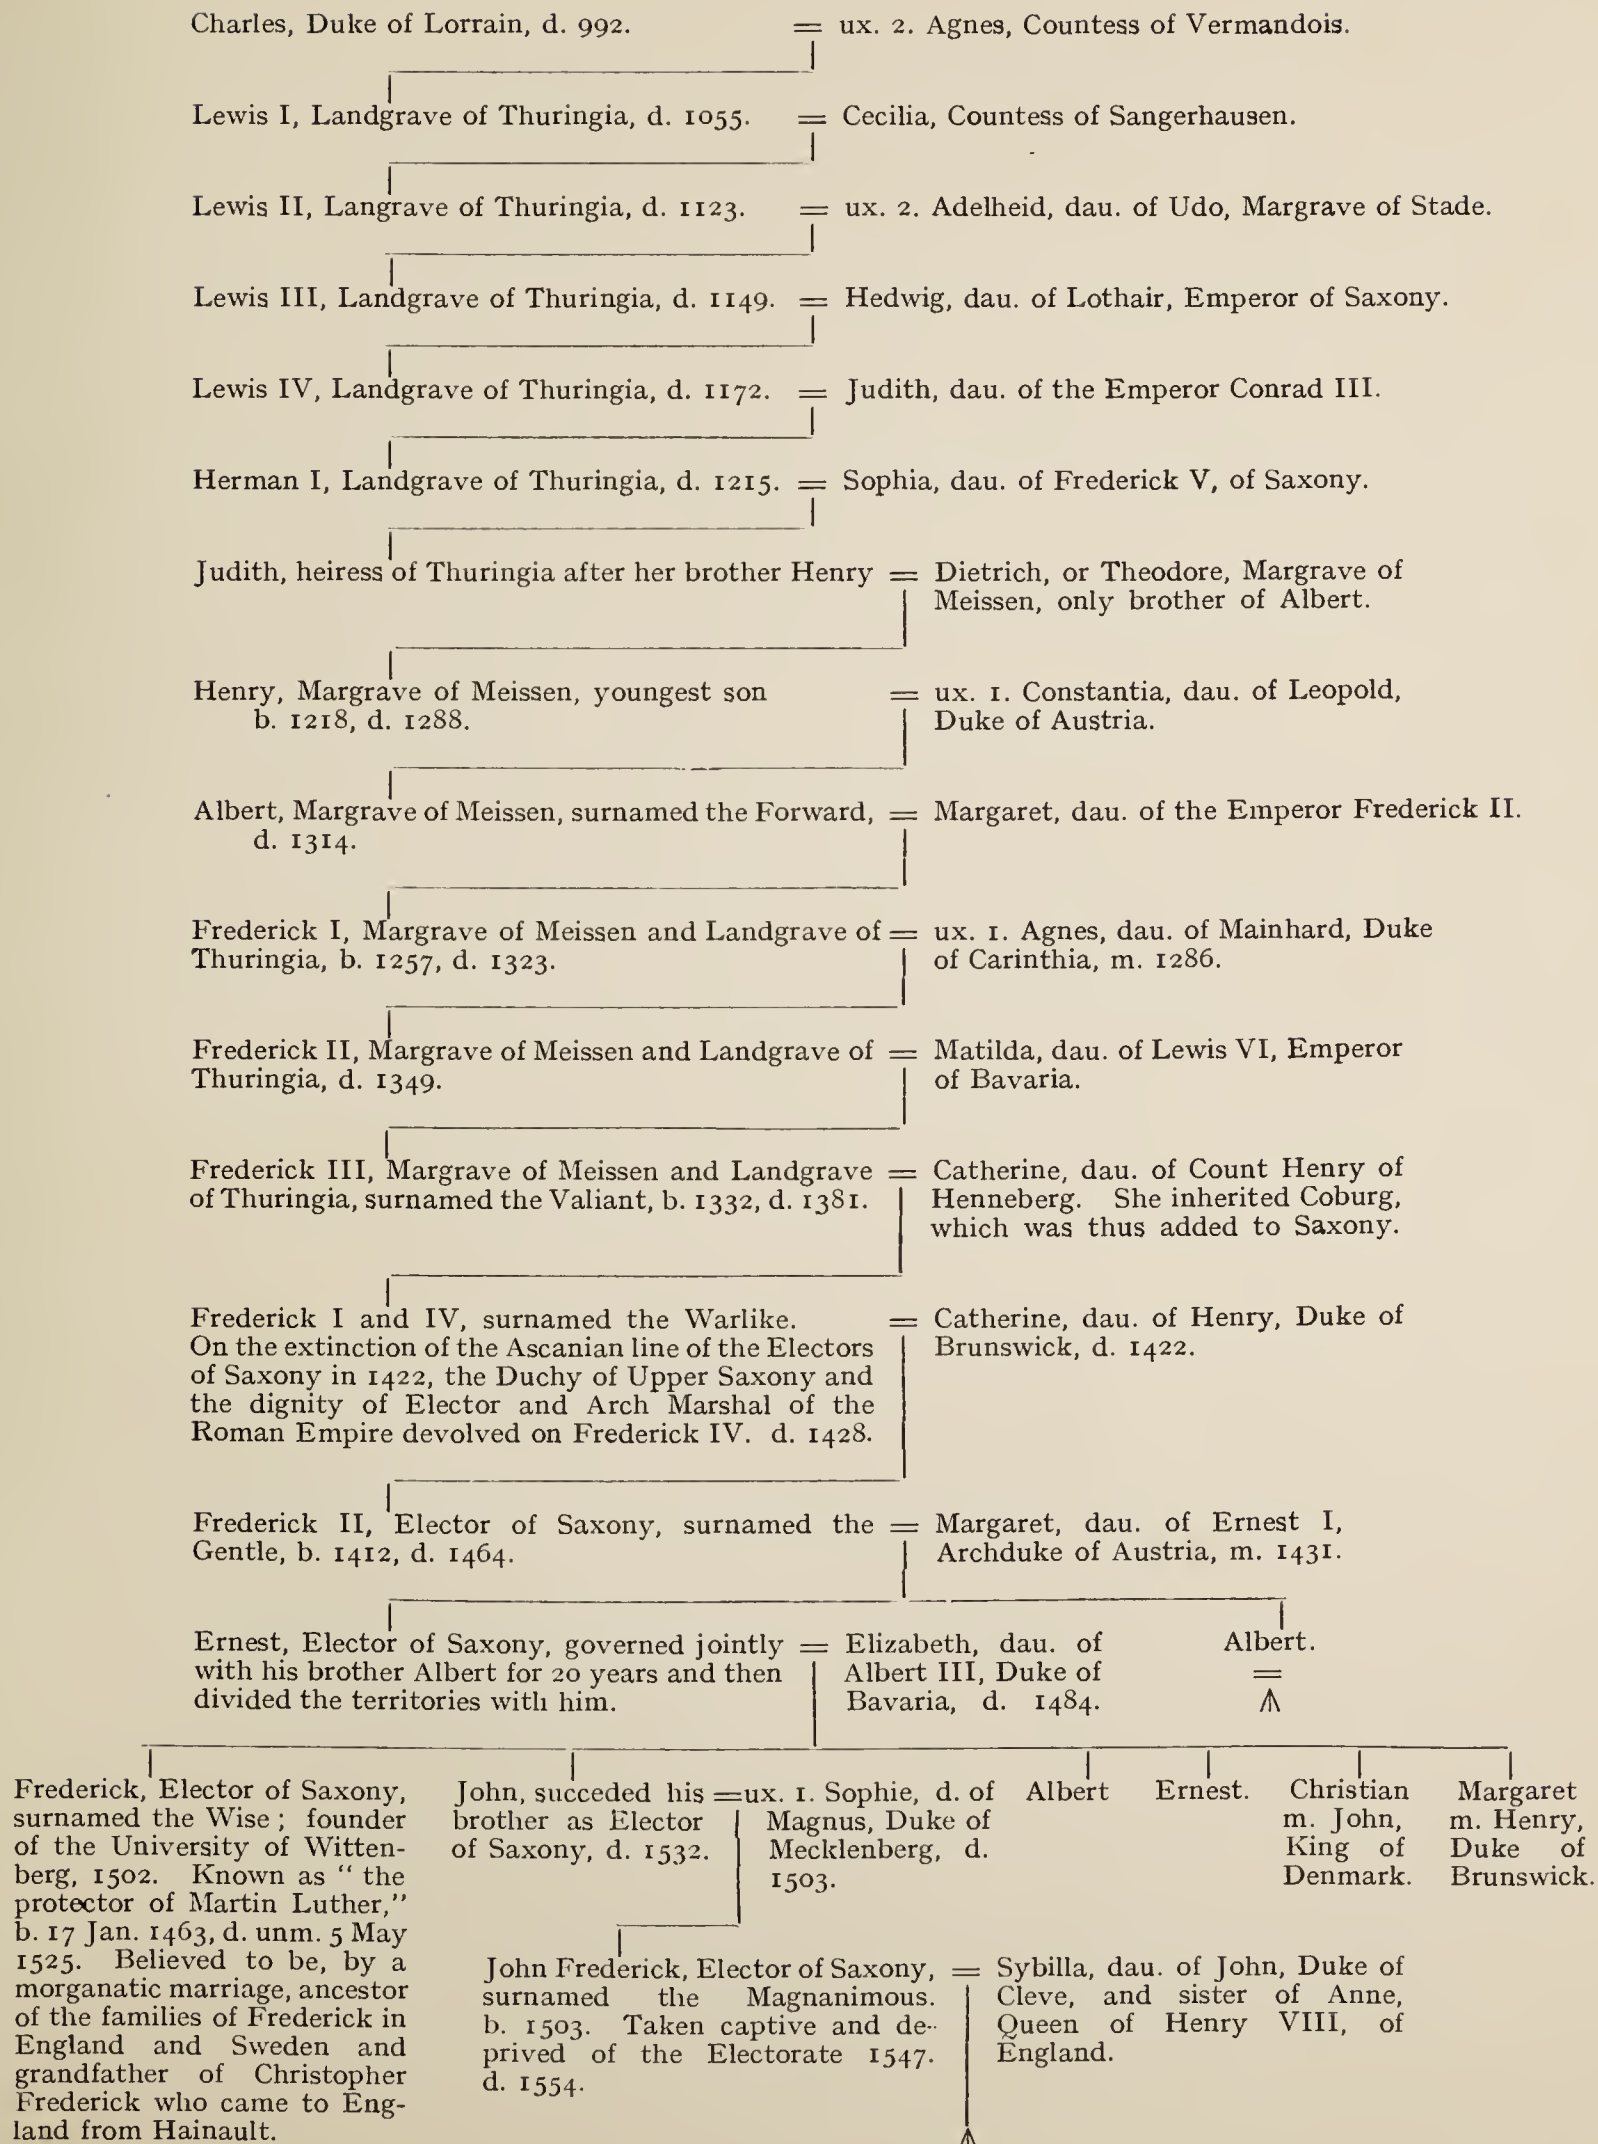 Charles, Duke of Lorrain, d. 992. = ux. 2. Agnes, Countess of Vermandois.
Lewis I, Landgrave of Thuringia, d. 1055. = Cecilia, Countess of Sangerhausen.
Lewis II, Langrave of Thuringia, d. 1123. = ux. 2. Adelheid, dau. of Udo, Margrave of Stade.
Lewis III, Landgrave of Thuringia, d. 1149. = Hedwig, dau. of Lothair, Emperor of Saxony.
Lewis IV, Landgrave of Thuringia, d. 1172. = Judith, dau. of the Emperor Conrad III.
Herman I, Landgrave of Thuringia, d. 1215. = Sophia, dau. of Frederick V, of Saxony.
Judith, heiress of Thuringia after her brother Henry =
Dietrich, or Theodore, Margrave of
Meissen, only brother of Albert.
Henry, Margrave of Meissen, youngest son
b. 1218, d. 1288.
= ux. 1. Constantia, dau. of Leopold,
Duke of Austria.
Albert, Margrave of Meissen, surnamed the Forward,
d. 1314.
= Margaret, dau. of the Emperor Frederick II.
Frederick I, Margrave of Meissen and Landgrave of
Thuringia, b. 1257, d. 1323.
= ux. 1. Agnes, dau. of Mainhard, Duke
of Carinthia, m. 1286.
Frederick II, Margrave of Meissen and Landgrave of
Thuringia, d. 1349.
= Matilda, dau. of Lewis VI, Emperor
of Bavaria.
Frederick III, Margrave of Meissen and Landgrave
of Thuringia, surnamed the Valiant, b. 1332, d. 1381.
= Catherine, dau. of Count Henry of
Henneberg. She inherited Coburg,
which was thus added to Saxony.
Frederick I and IV, surnamed the Warlike.
On the extinction of the Ascanian line of the Electors
of Saxony in 1422, the Duchy of Upper Saxony and
the dignity of Elector and Arch Marshal of the
Roman Empire devolved on Frederick IV. d. 1428.
= Catherine, dau. of Henry, Duke of
Brunswick, d. 1422.
Frederick II, Elector of Saxony, surnamed the
Gentle, b. 1412, d. 1464.
= Margaret, dau. of Ernest I,
Archduke of Austria, m. 1431.
Ernest, Elector of Saxony, governed jointly
with his brother Albert for 20 years and then
divided the territories with him.
= Elizabeth, dau. of
Albert III, Duke of
Bavaria, d. 1484.
Albert.
=
Frederick, Elector of Saxony,
surnamed the Wise ; founder
of the University of Witten-
berg, 1502. Known as “ the
protector of Martin Luther,”
b. 17 Jan. 1463, d. unm. 5 May
1525. Believed to be, by a
morganatic marriage, ancestor
of the families of Frederick in
England and Sweden and
grandfather of Christopher
Frederick who came to Eng-
land from Hainault.
John, succeded his
brother as Elector
of Saxony, d. 1532.
= ux. 1. Sophie, d. of
Magnus, Duke of
Mecklenberg, d.
1503.
Albert
Ernest.
Christian
m. John,
King of
Denmark.
Margaret
m. Henry,
Duke of
Brunswick.
John Frederick, Elector of Saxony,
surnamed the Magnanimous.
b. 1503. Taken captive and de-
prived of the Electorate 1547.
d. 1554.
= Sybilla, dau. of John, Duke of
Cleve, and sister of Anne,
Queen of Henry VIII, of
England.